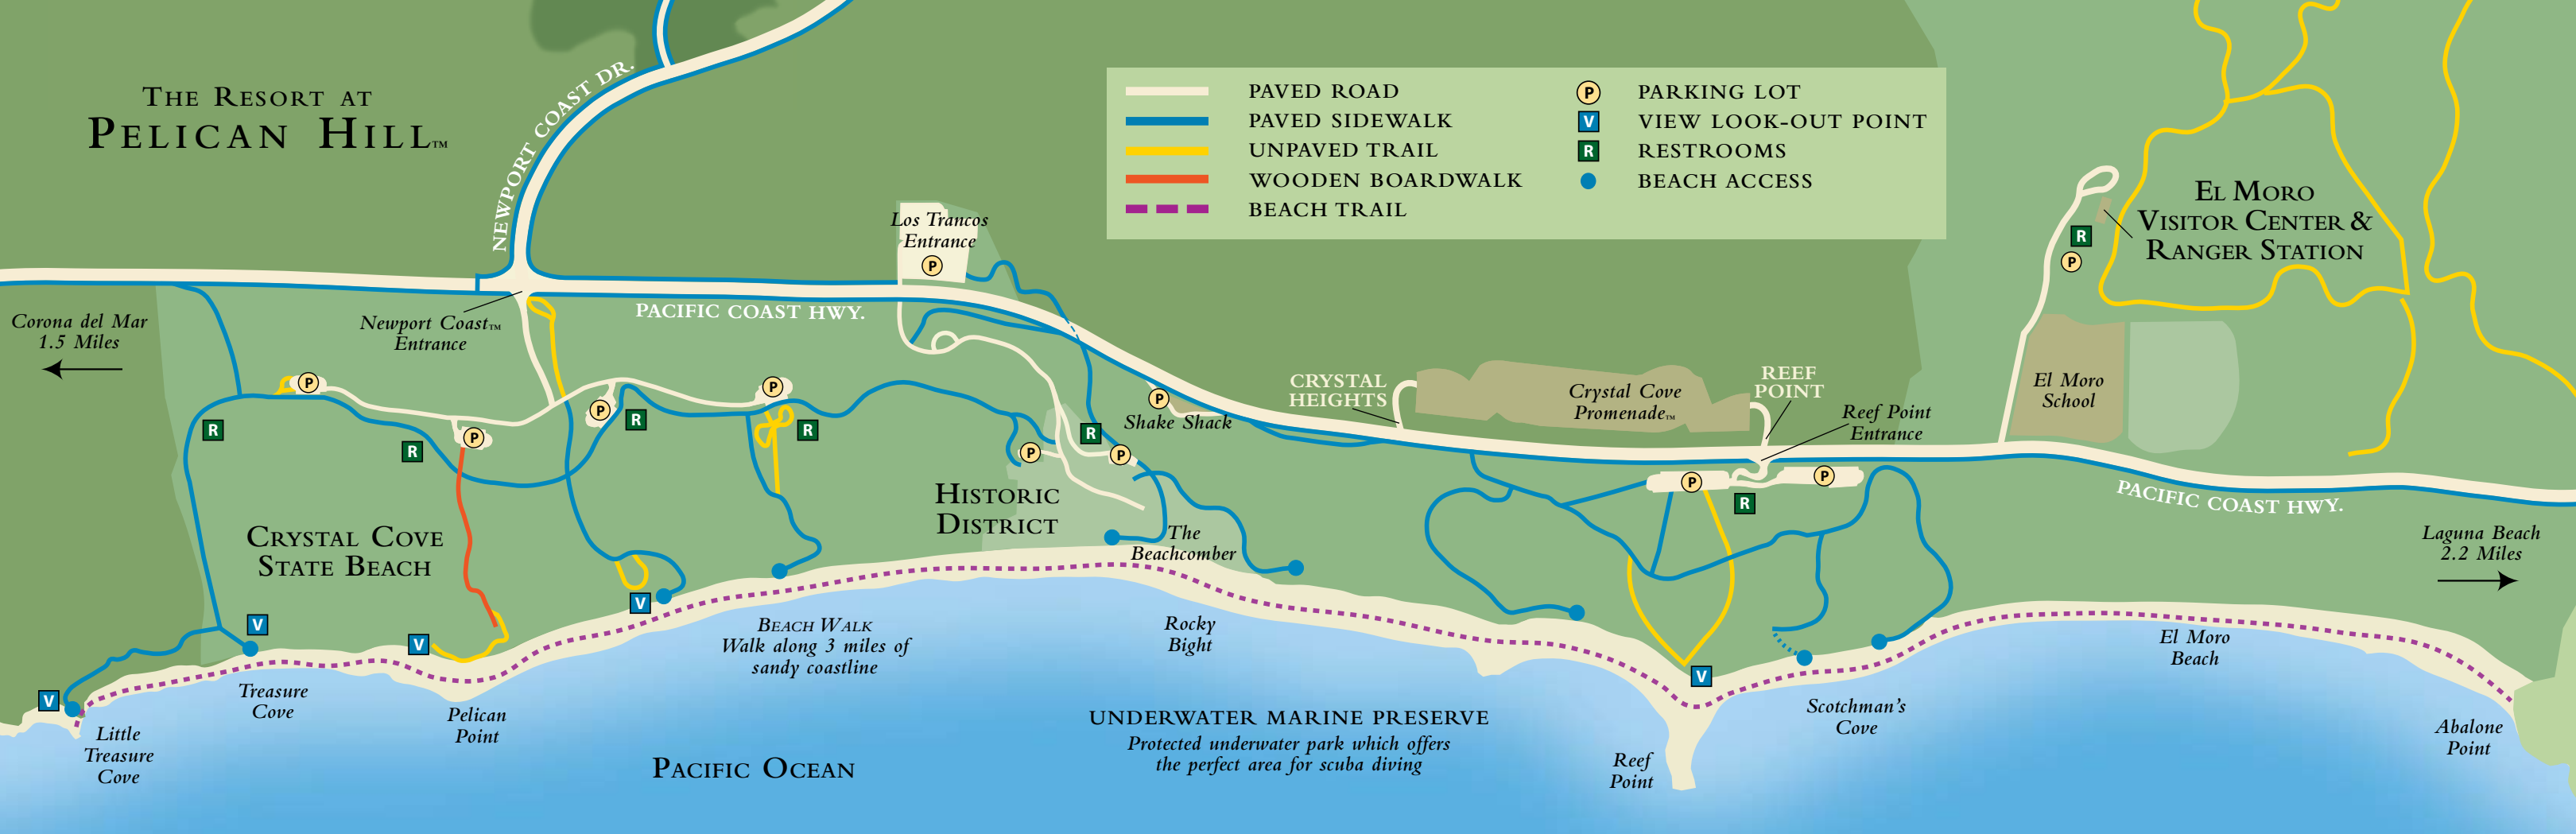 The Resort at
Pelican Hill™
NEWPORT COAST DR.
PAVED ROAD
PAVED SIDEWALK
UNPAVED TRAIL
WOODEN BOARDWALK
BEACH TRAIL
P PARKING LOT
V VIEW LOOK-OUT POINT
R RESTROOMS
BEACH ACCESS
El Moro
Visitor Center &
Ranger Station
R
P
Los Trancos
Entrance
P
PACIFIC COAST HWY.
Corona del Mar
1.5 Miles
Newport Coast™
Entrance
P
P
P
P
R
R
R
R
Crystal Cove
State Beach
Historic
District
P
R
P
P
Shake Shack
The
Beachcomber
CRYSTAL
HEIGHTS
Crystal Cove
Promenade™
REEF
POINT
Reef Point
Entrance
P
P
R
El Moro
School
PACIFIC COAST HWY.
Laguna Beach
2.2 Miles
V
V
V
V
V
Little
Treasure
Cove
Treasure
Cove
Pelican
Point
Beach Walk
Walk along 3 miles of
sandy coastline
Rocky
Bight
Pacific Ocean
UNDERWATER MARINE PRESERVE
Protected underwater park which offers
the perfect area for scuba diving
Reef
Point
Scotchman's
Cove
El Moro
Beach
Abalone
Point